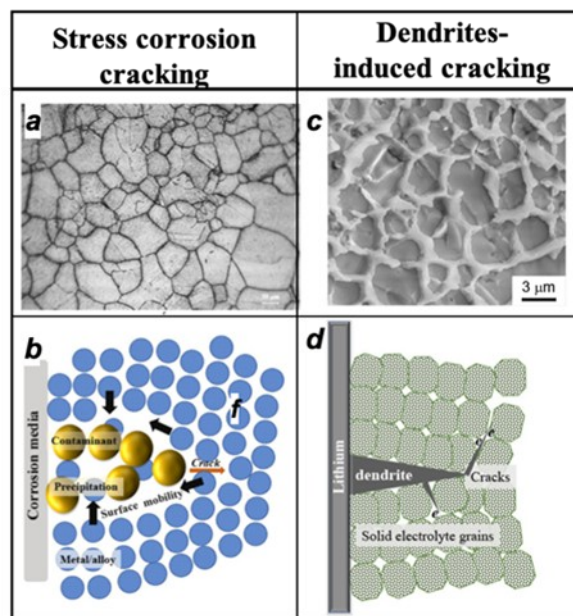 Stress corrosion
cracking
Dendrites-
induced cracking
a
c
3 μm
b
f
Corrosion media
Contaminant
Crack
Precipitation
Surface mobility
Metal/alloy
d
Lithium
e
e
dendrite
Cracks
e
Solid electrolyte grains